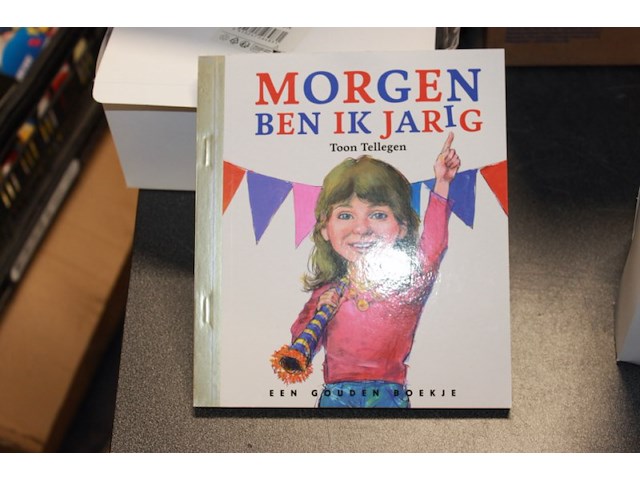 MORGEN
BEN IK JARIG
Toon Tellegen
EEN GOUDEN BOEKJE